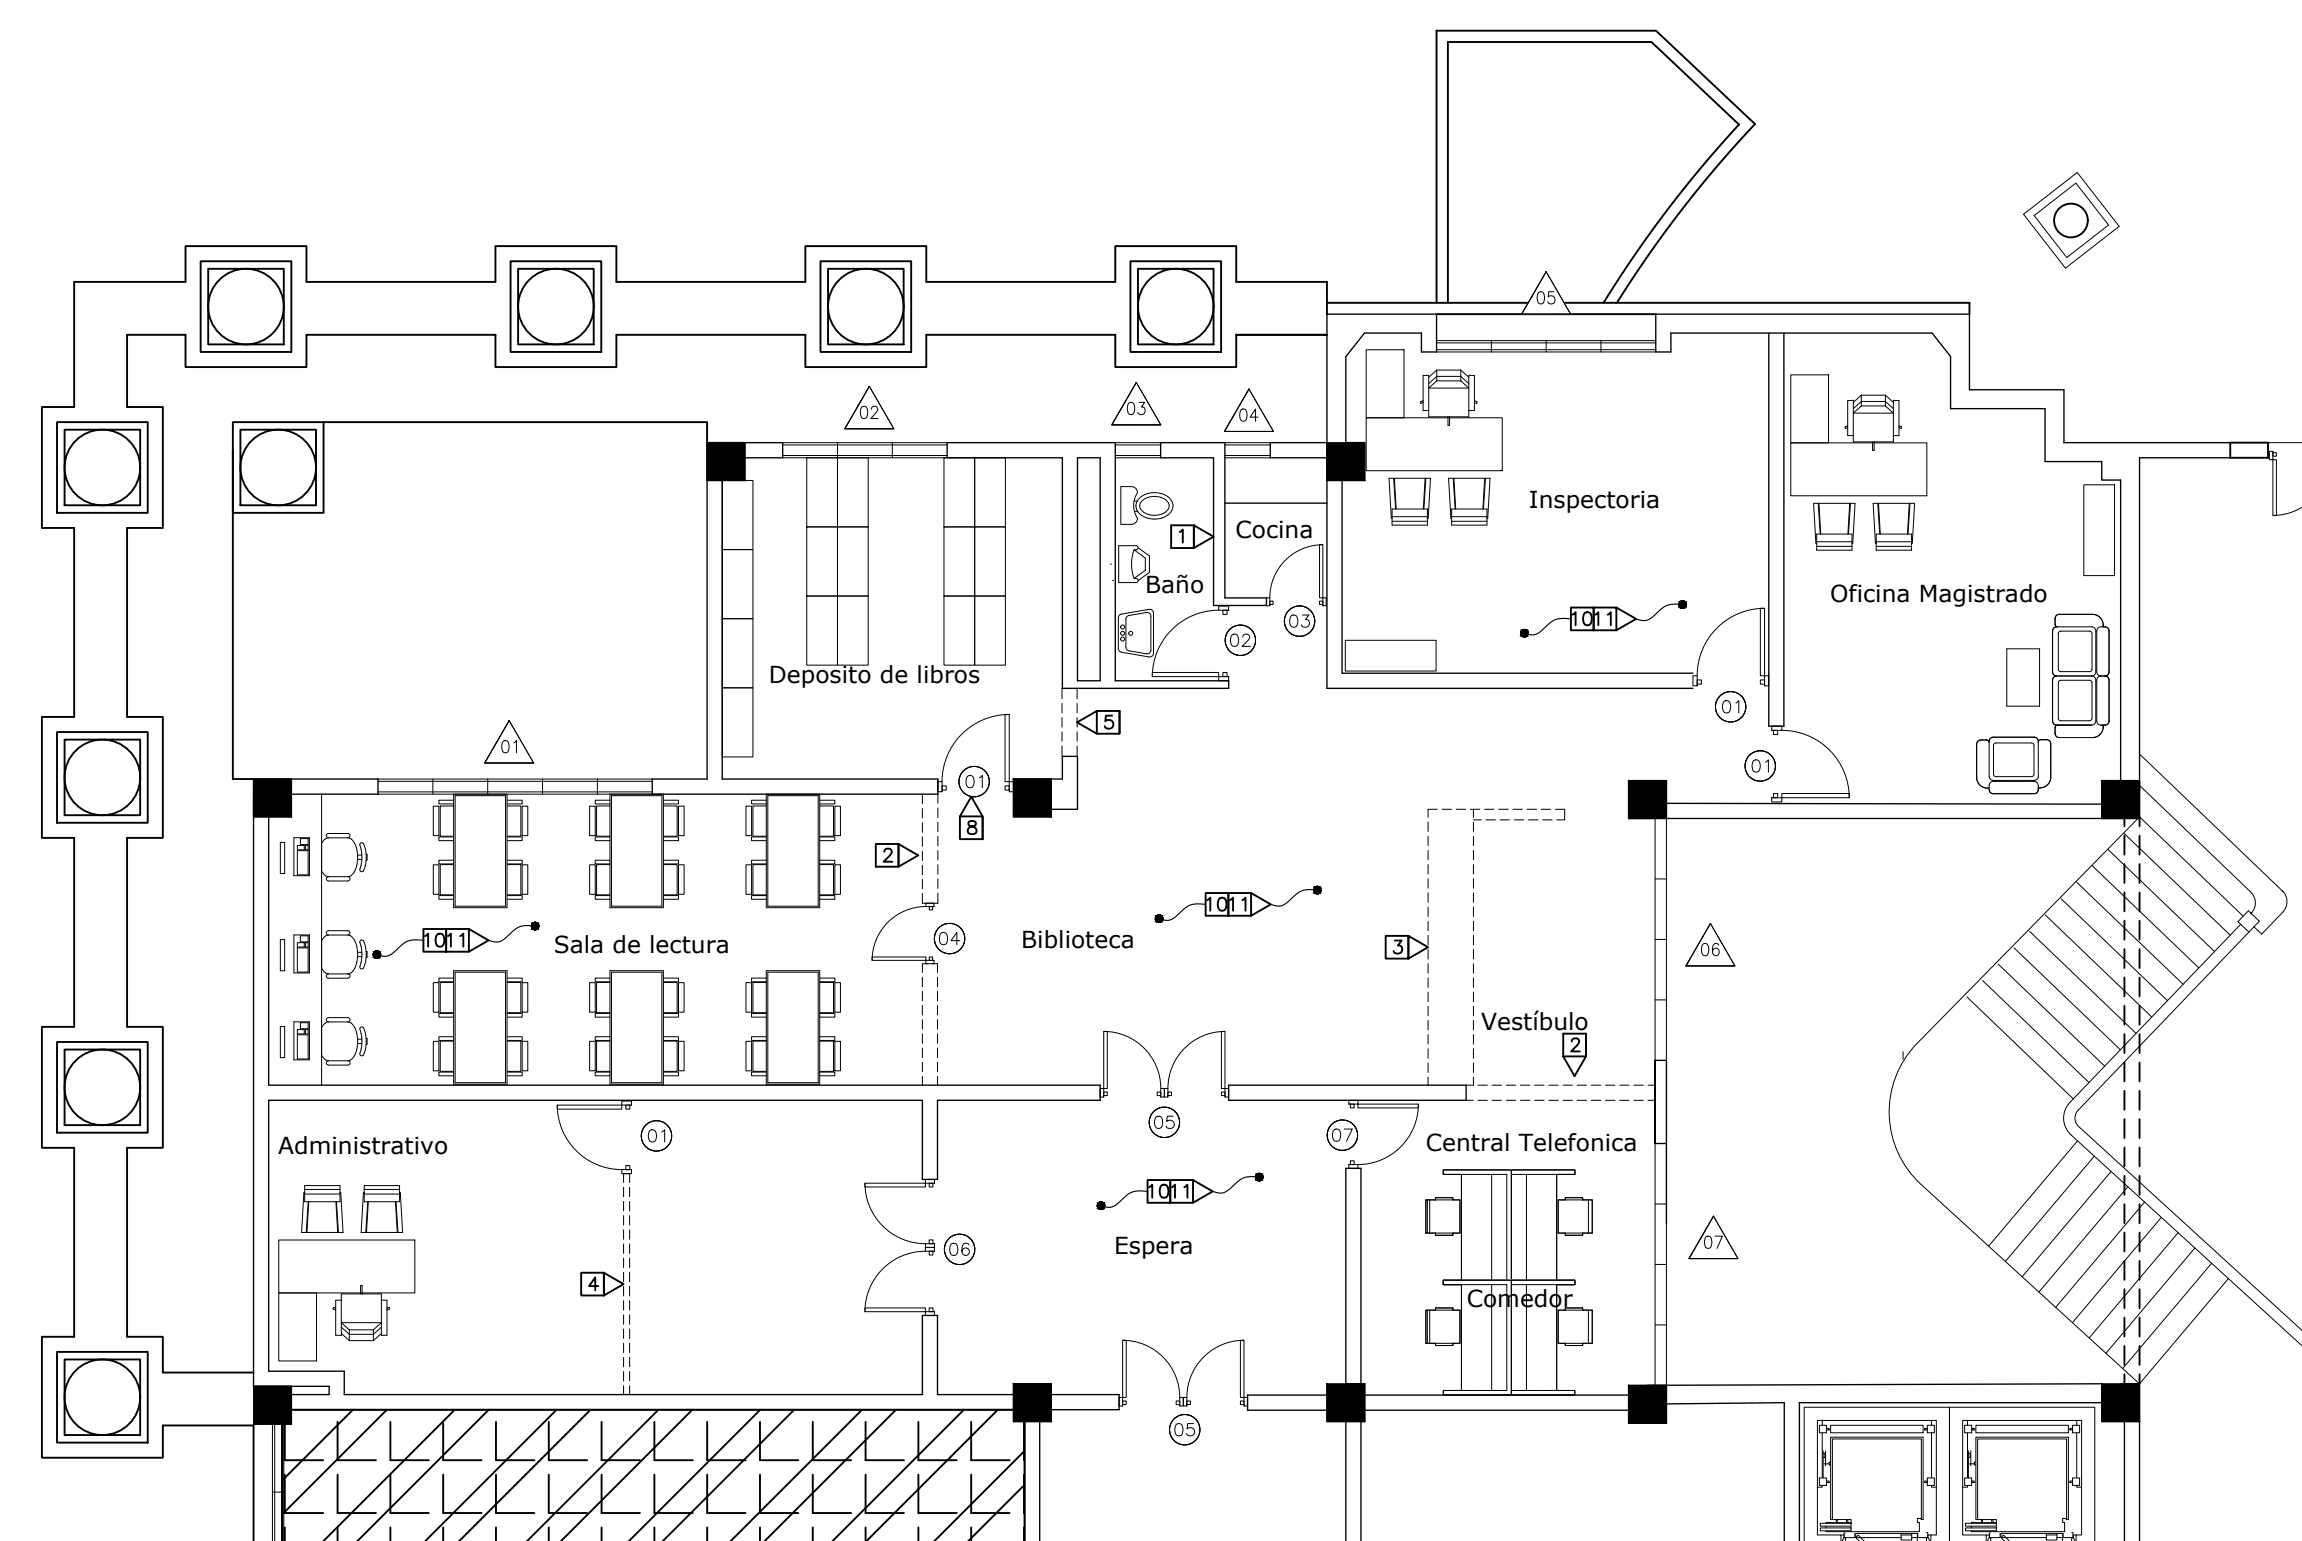 05
02
03
04
Inspectoria
Cocina
1
Baño
Oficina Magistrado
1011
03
02
Deposito de libros
01
5
01
01
01
8
2
1011
04
Sala de lectura
Biblioteca
1011
3
06
Vestíbulo
2
05
01
07
Administrativo
Central Telefonica
1011
Espera
06
07
4
Comedor
05